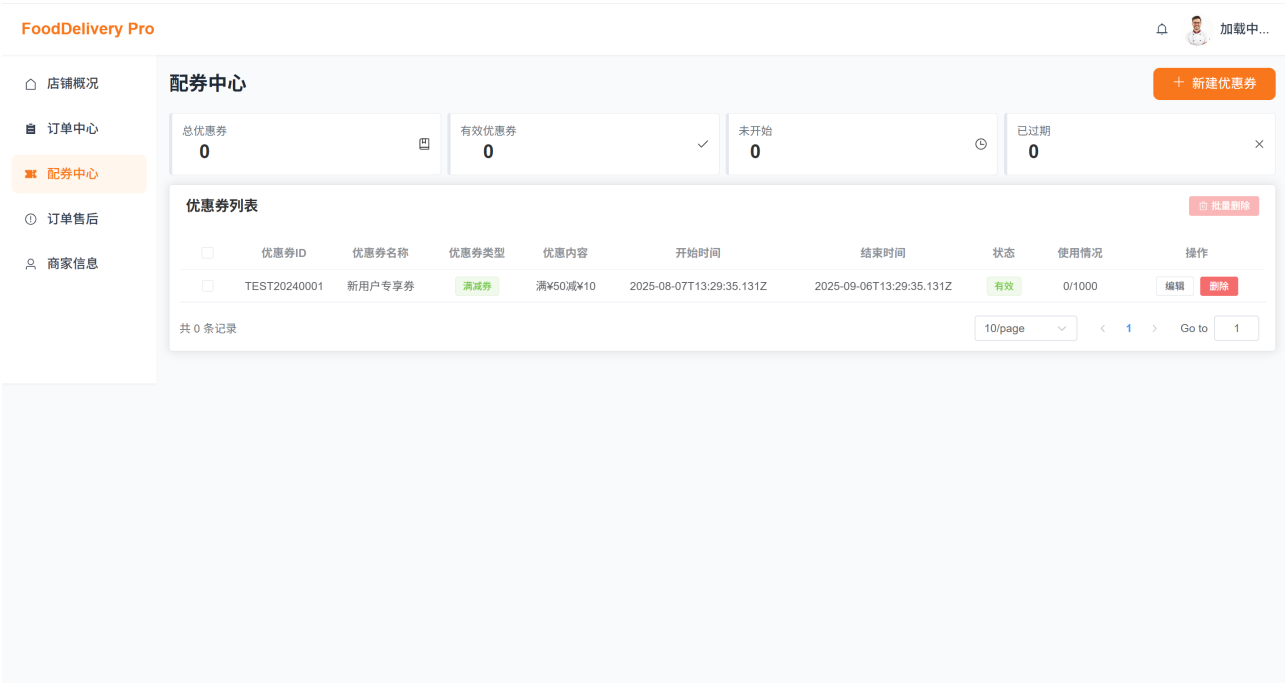 FoodDelivery Pro
加载中...
店铺概况
订单中心
配券中心
订单售后
商家信息
配券中心
新建优惠券
总优惠券
0
有效优惠券
0
未开始
0
已过期
0
优惠券列表
批量删除
优惠券ID 优惠券名称 优惠券类型 优惠内容 开始时间 结束时间 状态 使用情况 操作
TEST20240001 新用户专享券 满减券 满¥50减¥10 2025-08-07T13:29:35.131Z 2025-09-06T13:29:35.131Z 有效 0/1000 编辑 删除
共 0 条记录
10/page 1 Go to 1